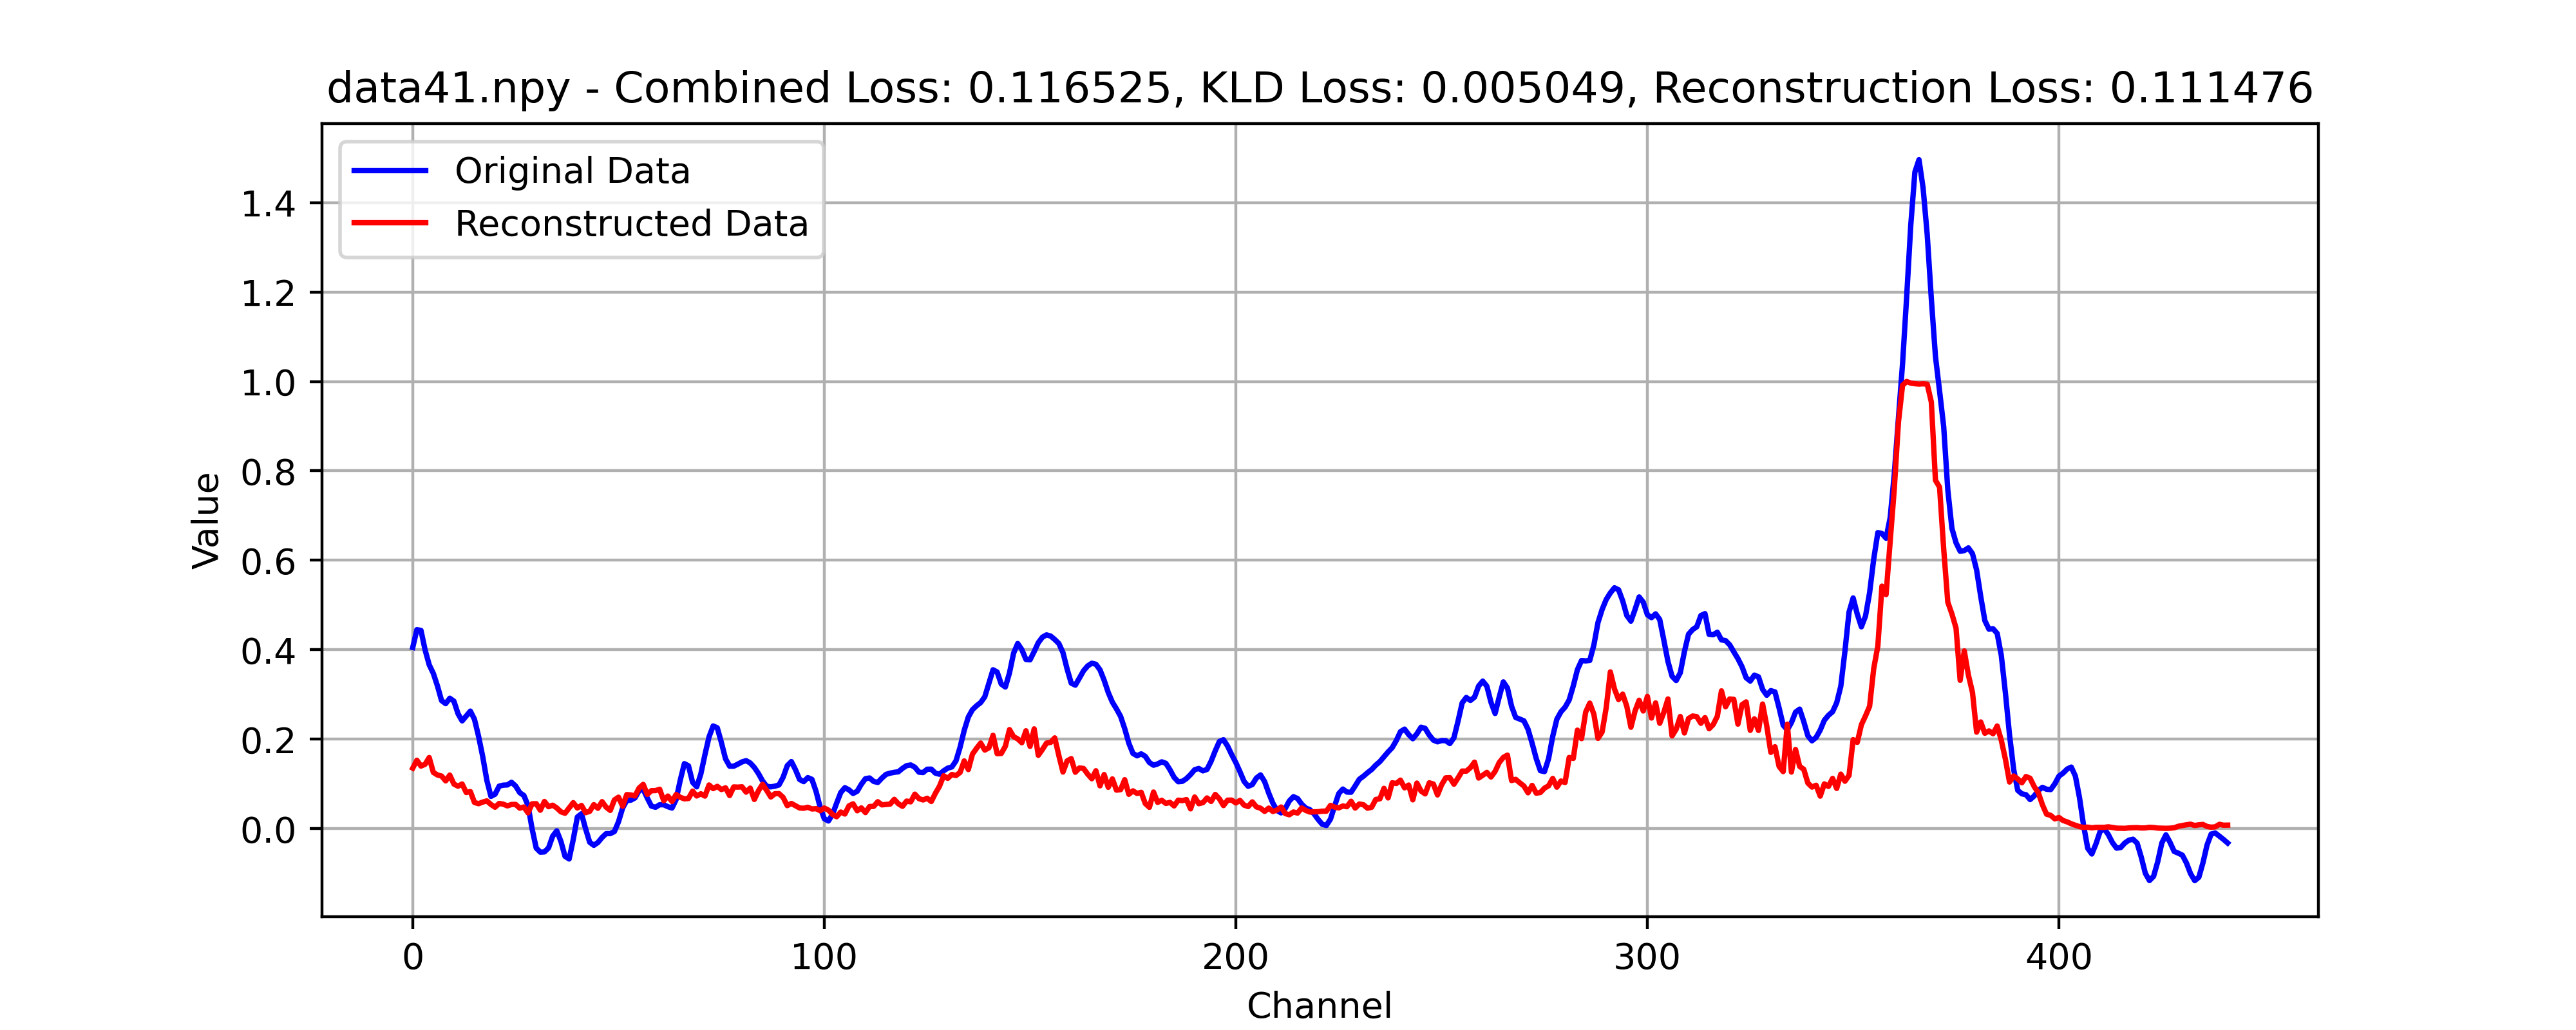 data41.npy - Combined Loss: 0.116525, KLD Loss: 0.005049, Reconstruction Loss: 0.111476
Original Data
Reconstructed Data
1.4
1.2
1.0
0.8
0.6
0.4
0.2
0.0
Value
0 100 200 300 400
Channel